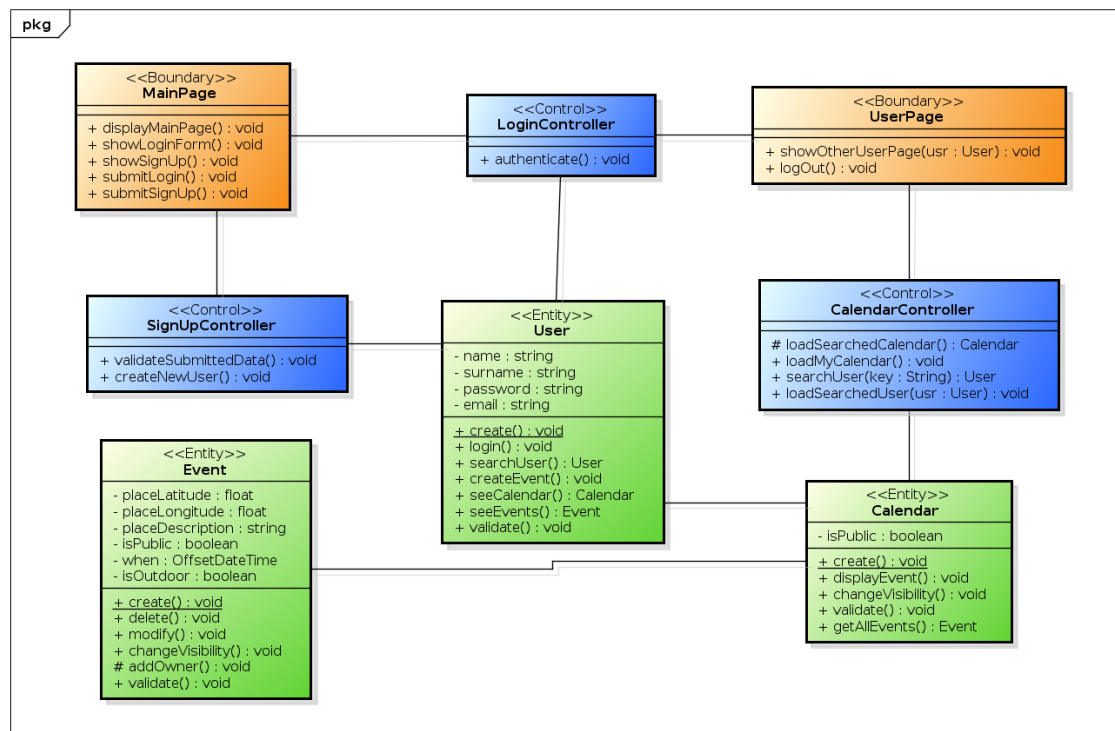 pkg
<<Boundary>>
MainPage
+ displayMainPage() : void
+ showLoginForm() : void
+ showSignUp() : void
+ submitLogin() : void
+ submitSignUp() : void
<<Control>>
LoginController
+ authenticate() : void
<<Boundary>>
UserPage
+ showOtherUserPage(usr : User) : void
+ logOut() : void
<<Control>>
SignUpController
+ validateSubmittedData() : void
+ createNewUser() : void
<<Entity>>
User
- name : string
- surname : string
- password : string
- email : string
+ create() : void
+ login() : void
+ searchUser() : User
+ createEvent() : void
+ seeCalendar() : Calendar
+ seeEvents() : Event
+ validate() : void
<<Control>>
CalendarController
# loadSearchedCalendar() : Calendar
+ loadMyCalendar() : void
+ searchUser(key : String) : User
+ loadSearchedUser(usr : User) : void
<<Entity>>
Event
- placeLatitude : float
- placeLongitude : float
- placeDescription : string
- isPublic : boolean
- when : OffsetDateTime
- isOutdoor : boolean
+ create() : void
+ delete() : void
+ modify() : void
+ changeVisibility() : void
# addOwner() : void
+ validate() : void
<<Entity>>
Calendar
- isPublic : boolean
+ create() : void
+ displayEvent() : void
+ changeVisibility() : void
+ validate() : void
+ getAllEvents() : Event